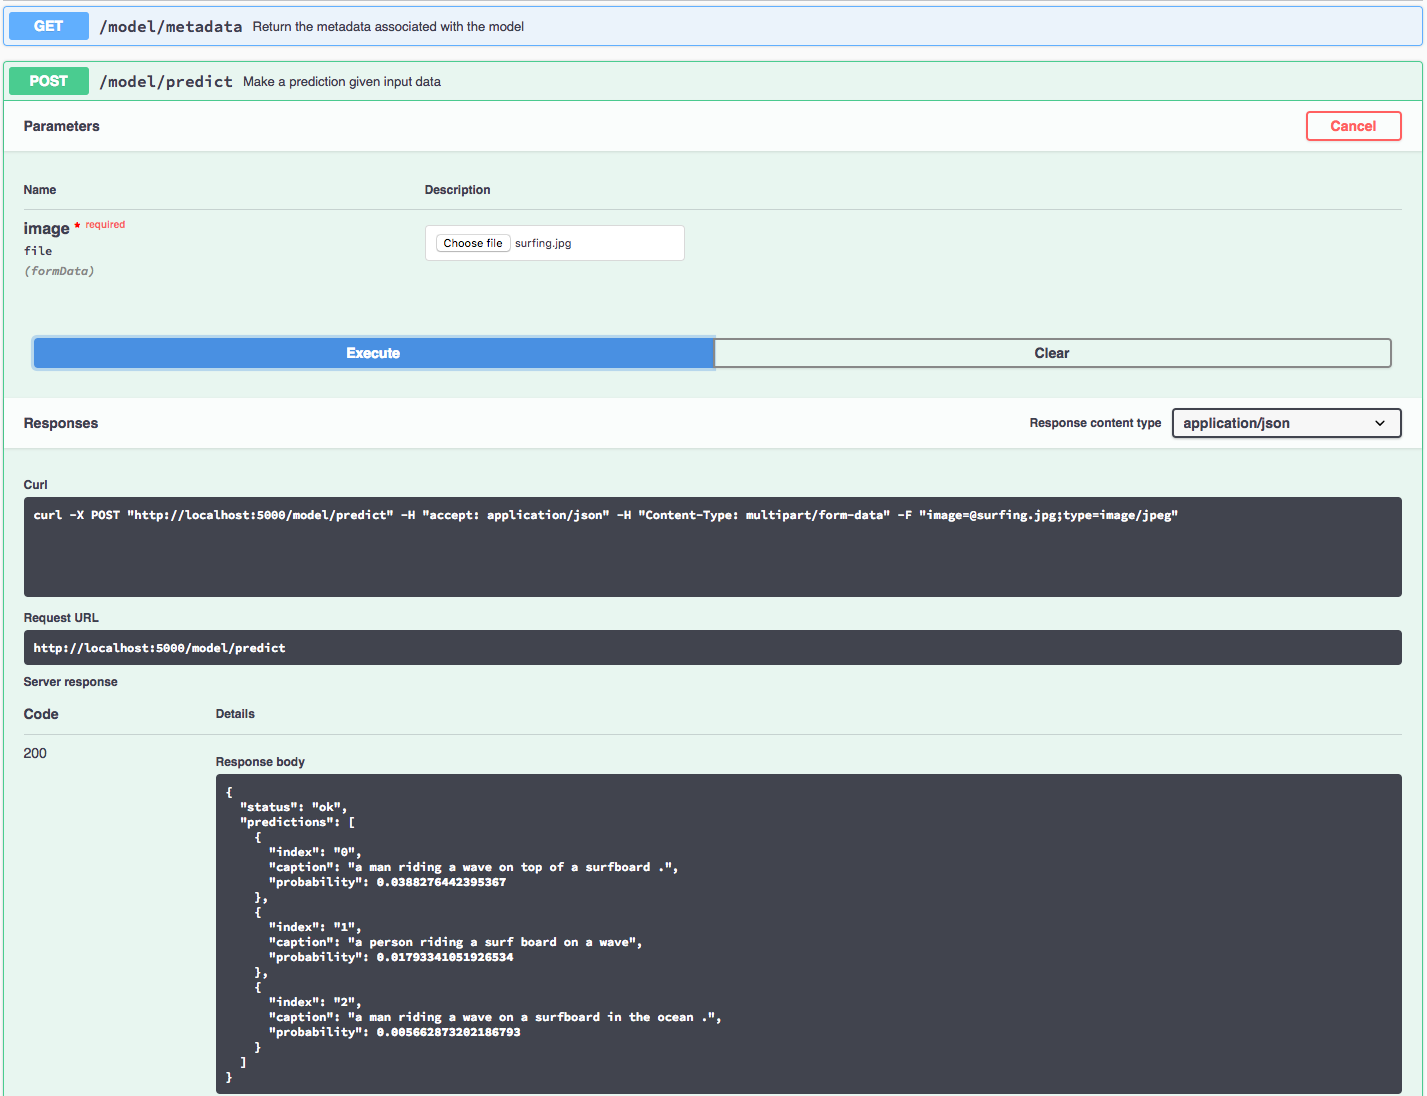 GET /model/metadata Return the metadata associated with the model
POST /model/predict Make a prediction given input data
Parameters Cancel
Name Description
image * required
file
(formData)
Choose file surfing.jpg
Execute Clear
Responses Response content type application/json
Curl
curl -X POST "http://localhost:5000/model/predict" -H "accept: application/json" -H "Content-Type: multipart/form-data" -F "image=@surfing.jpg;type=image/jpeg"
Request URL
http://localhost:5000/model/predict
Server response
Code Details
200
Response body
{
  "status": "ok",
  "predictions": [
    {
      "index": "0",
      "caption": "a man riding a wave on top of a surfboard .",
      "probability": 0.0388276442395367
    },
    {
      "index": "1",
      "caption": "a person riding a surf board on a wave",
      "probability": 0.01793341051926534
    },
    {
      "index": "2",
      "caption": "a man riding a wave on a surfboard in the ocean .",
      "probability": 0.005662873202186793
    }
  ]
}